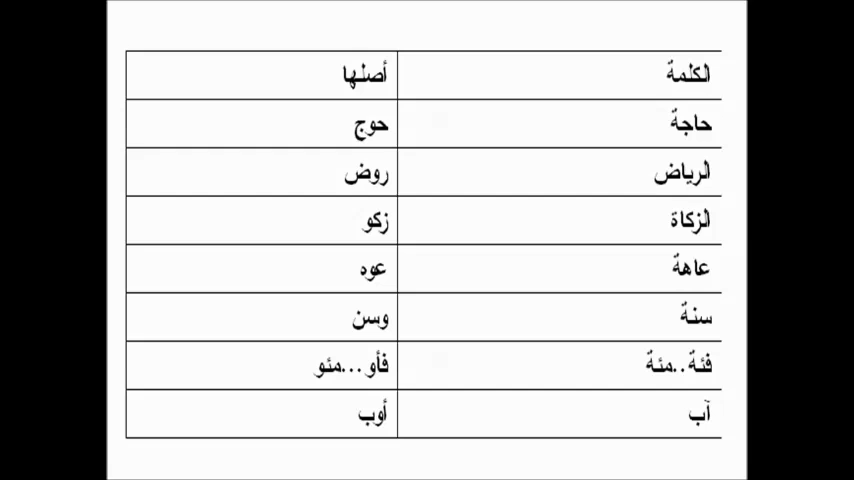 الكلمة أصلها
حاجة حوج
الرياض روض
الزكاة زكو
عاهة عوه
سنة وسن
فئة..مئة فأو...مئو
آب أوب